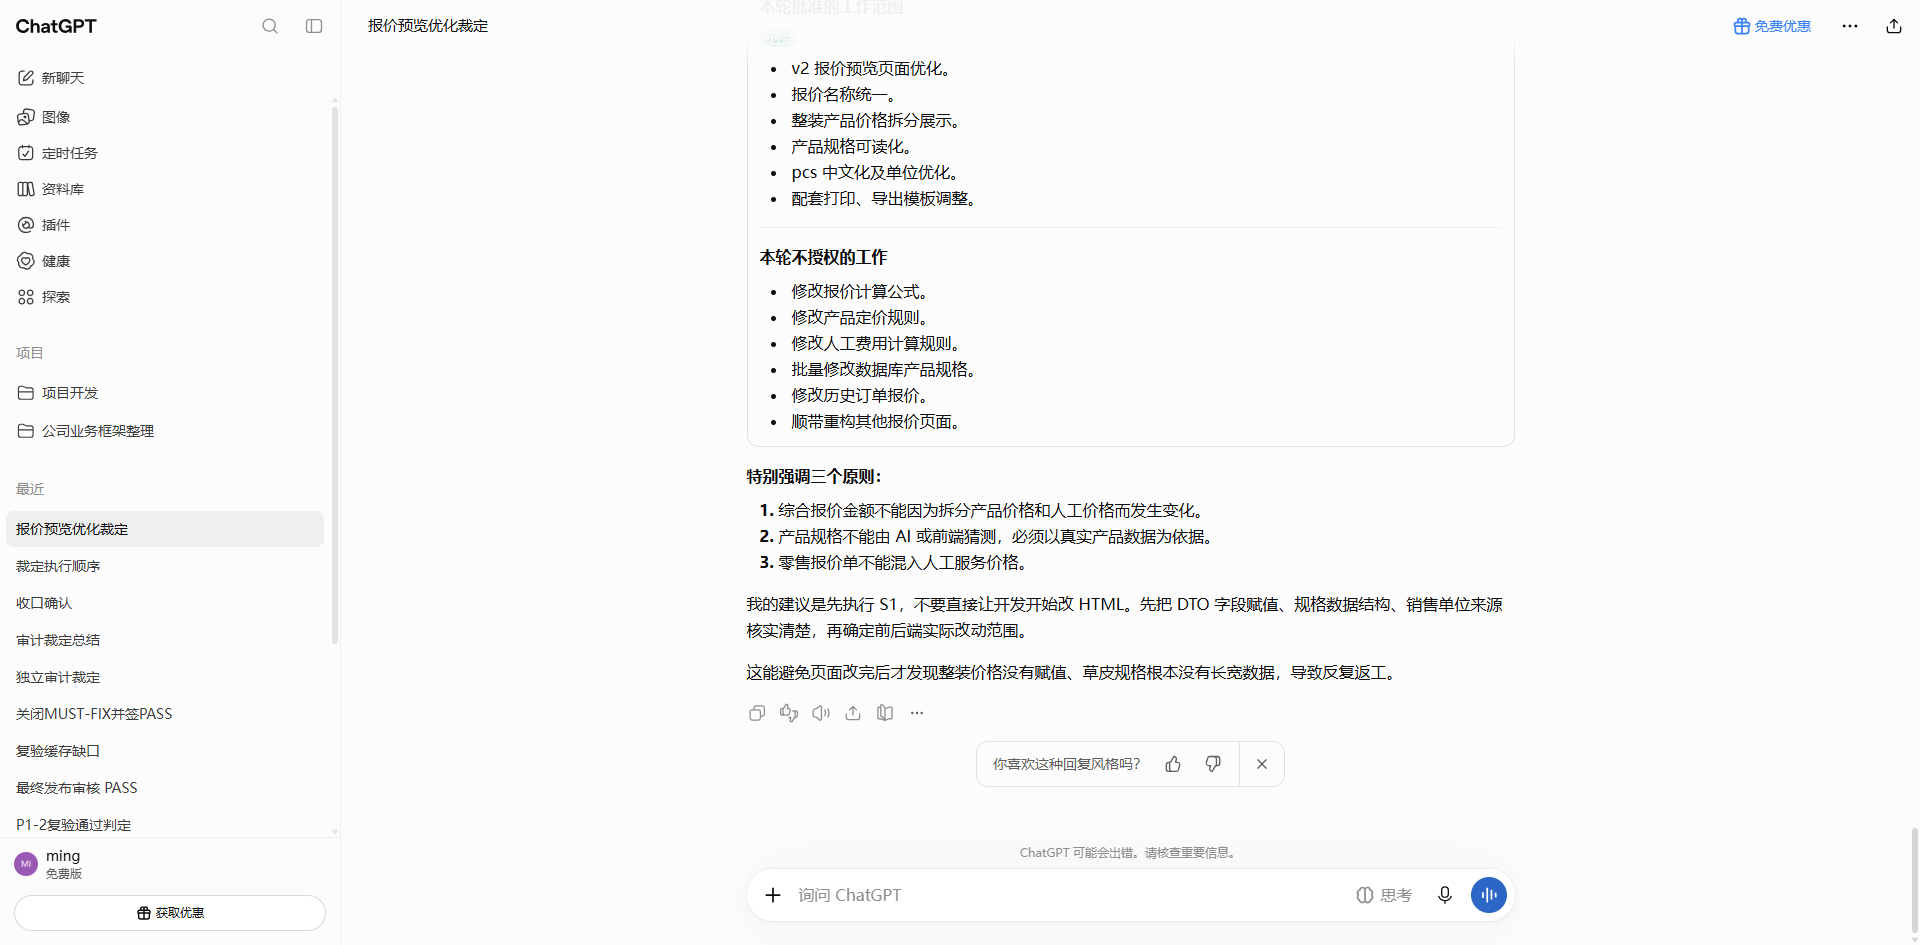 ChatGPT
新聊天
图像
定时任务
资料库
插件
健康
探索
项目
项目开发
公司业务框架整理
最近
报价预览优化裁定
裁定执行顺序
收口确认
审计裁定总结
独立审计裁定
关闭MUST-FIX并签PASS
复验缓存缺口
最终发布审核 PASS
P1-2复验通过判定
MI
ming
免费版
获取优惠
报价预览优化裁定
免费优惠
本轮批准的工作范围
允许
v2 报价预览页面优化。
报价名称统一。
整装产品价格拆分展示。
产品规格可读化。
pcs 中文化及单位优化。
配套打印、导出模板调整。
本轮不授权的工作
修改报价计算公式。
修改产品定价规则。
修改人工费用计算规则。
批量修改数据库产品规格。
修改历史订单报价。
顺带重构其他报价页面。
特别强调三个原则：
1. 综合报价金额不能因为拆分产品价格和人工价格而发生变化。
2. 产品规格不能由 AI 或前端猜测，必须以真实产品数据为依据。
3. 零售报价单不能混入人工服务价格。
我的建议是先执行 S1，不要直接让开发开始改 HTML。先把 DTO 字段赋值、规格数据结构、销售单位来源
核实清楚，再确定前后端实际改动范围。
这能避免页面改完后才发现整装价格没有赋值、草皮规格根本没有长宽数据，导致反复返工。
你喜欢这种回复风格吗？
ChatGPT 可能会出错。请核查重要信息。
询问 ChatGPT
思考